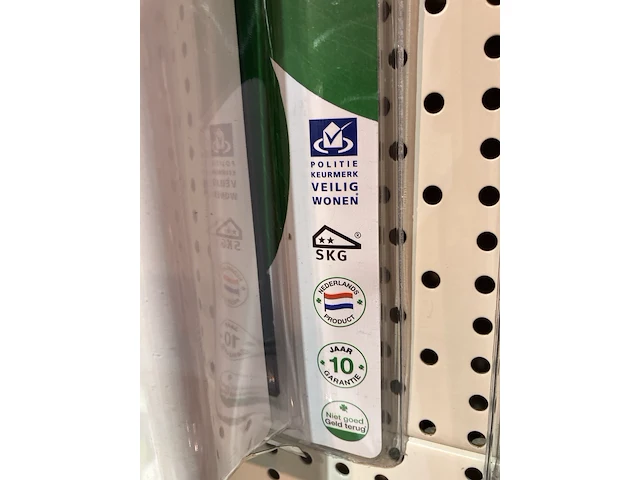 POLITIE
KEURMERK
VEILIG
WONEN®
★★
SKG
®
NEDERLANDS
PRODUCT
JAAR
10
GARANTIE
Niet goed
Geld terug